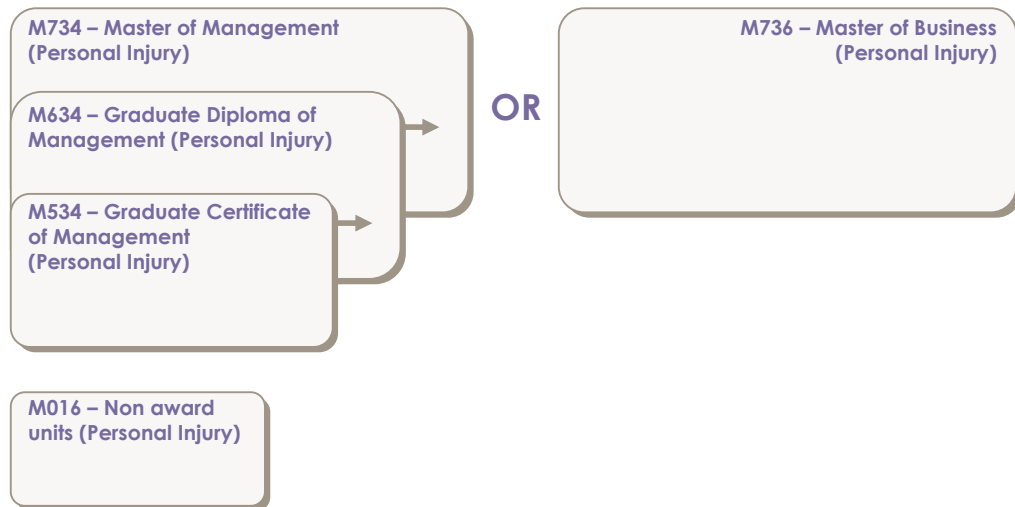 M734 – Master of Management
(Personal Injury)
M634 – Graduate Diploma of
Management (Personal Injury)
M534 – Graduate Certificate
of Management
(Personal Injury)
OR
M736 – Master of Business
(Personal Injury)
M016 – Non award
units (Personal Injury)